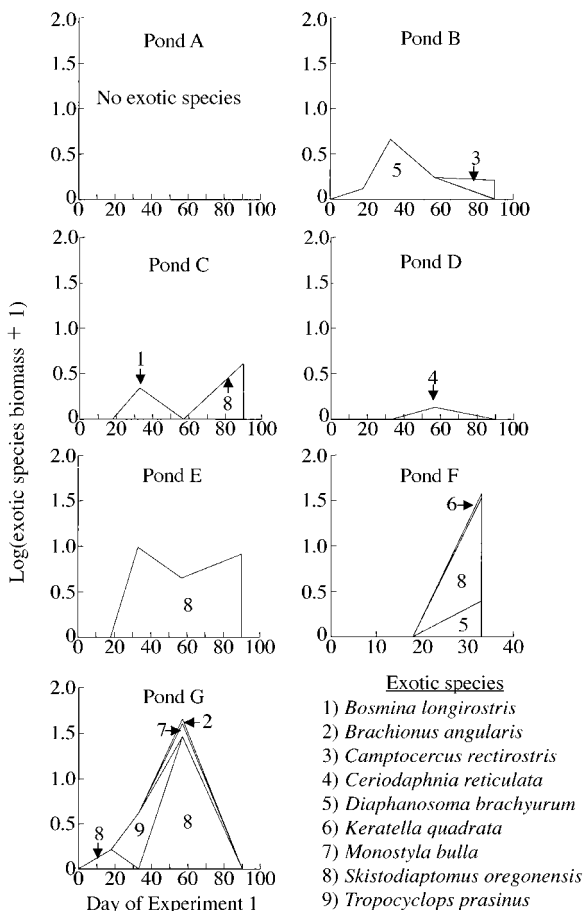 Log(exotic species biomass + 1)
Pond A
2.0
1.5
1.0
0.5
0
No exotic species
0 20 40 60 80 100
Pond B
2.0
1.5
1.0
0.5
0
5
3
0 20 40 60 80 100
Pond C
2.0
1.5
1.0
0.5
0
1
8
0 20 40 60 80 100
Pond D
2.0
1.5
1.0
0.5
0
4
0 20 40 60 80 100
Pond E
2.0
1.5
1.0
0.5
0
8
0 20 40 60 80 100
Pond F
2.0
1.5
1.0
0.5
0
6
8
5
0 10 20 30 40
Pond G
2.0
1.5
1.0
0.5
0
7
2
8
9
8
0 20 40 60 80 100
Day of Experiment 1
Exotic species
1) Bosmina longirostris
2) Brachionus angularis
3) Camptocercus rectirostris
4) Ceriodaphnia reticulata
5) Diaphanosoma brachyurum
6) Keratella quadrata
7) Monostyla bulla
8) Skistodiaptomus oregonensis
9) Tropocyclops prasinus